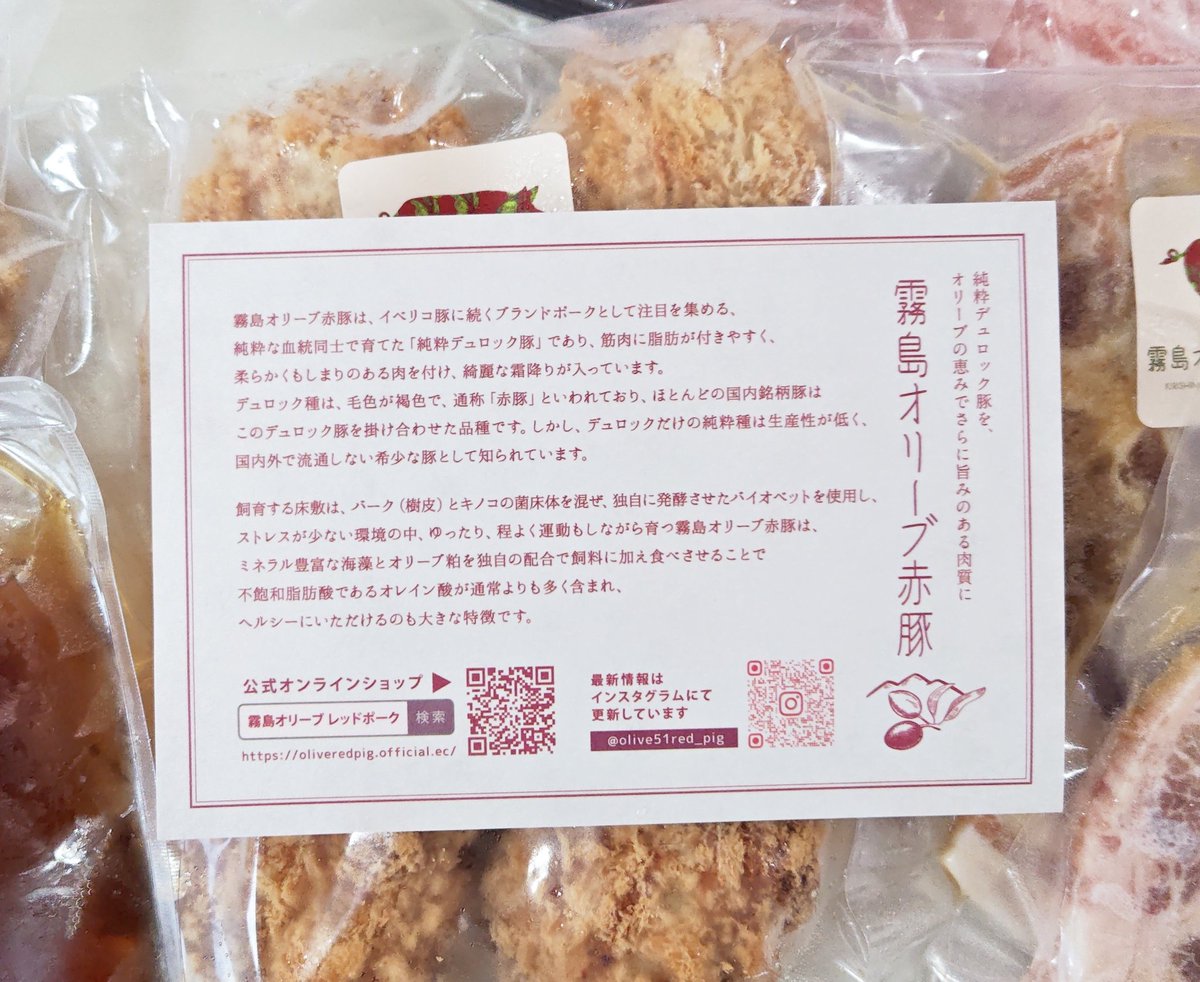 純粋デュロック豚を、
オリーブの恵みでさらに旨みのある肉質に
霧島オリーブ赤豚
霧島オリーブ赤豚は、イベリコ豚に続くブランドポークとして注目を集める、
純粋な血統同士で育てた「純粋デュロック豚」であり、筋肉に脂肪が付きやすく、
柔らかくもしまりのある肉を付け、綺麗な霜降りが入っています。
デュロック種は、毛色が褐色で、通称「赤豚」といわれており、ほとんどの国内銘柄豚は
このデュロック豚を掛け合わせた品種です。しかし、デュロックだけの純粋種は生産性が低く、
国内外で流通しない希少な豚として知られています。
飼育する床敷は、バーク（樹皮）とキノコの菌床体を混ぜ、独自に発酵させたバイオベットを使用し、
ストレスが少ない環境の中、ゆったり、程よく運動もしながら育つ霧島オリーブ赤豚は、
ミネラル豊富な海藻とオリーブ粕を独自の配合で飼料に加え食べさせることで
不飽和脂肪酸であるオレイン酸が通常よりも多く含まれ、
ヘルシーにいただけるのも大きな特徴です。
公式オンラインショップ ▶
霧島オリーブ レッドポーク 検索
https://oliveredpig.official.ec/
最新情報は
インスタグラムにて
更新しています
@olive51red_pig
霧島オ